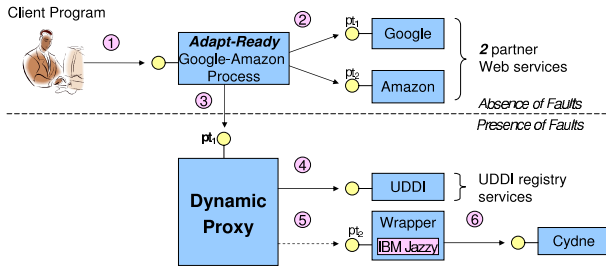 Client Program
1
Adapt-Ready
Google-Amazon
Process
2
pt1
Google
pt2
Amazon
2 partner
Web services
3
Absence of Faults
Presence of Faults
pt1
Dynamic
Proxy
4
UDDI
UDDI registry
services
5
pt2
Wrapper
IBM Jazzy
6
Cydne